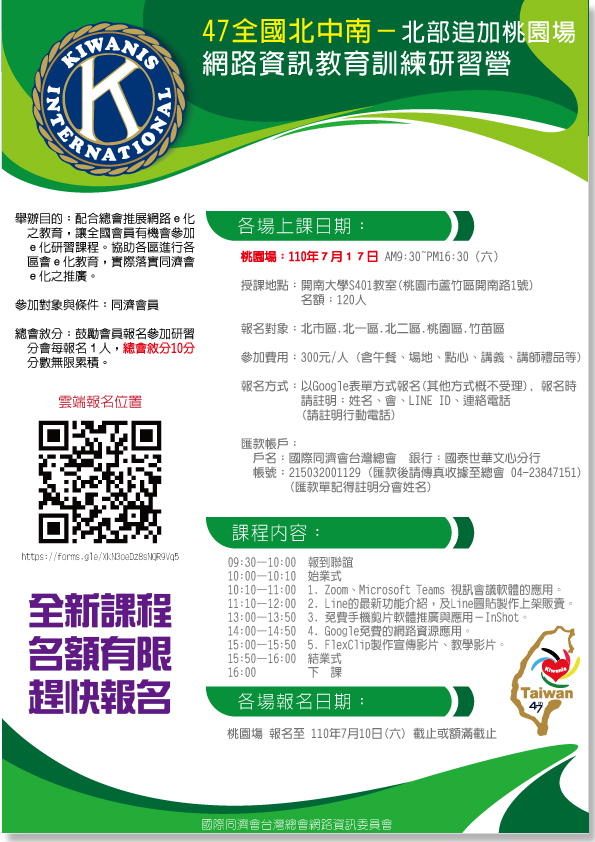 KIWANIS
INTERNATIONAL
K
47全國北中南－北部追加桃園場
網路資訊教育訓練研習營
舉辦目的：配合總會推展網路ｅ化
之教育，讓全國會員有機會參加
ｅ化研習課程。協助各區進行各
區會ｅ化教育，實際落實同濟會
ｅ化之推廣。
參加對象與條件：同濟會員
總會敘分：鼓勵會員報名參加研習
分會每報名１人，總會敘分10分
分數無限累積。
雲端報名位置
https://forms.gle/XkN3oeDz8sNQR9Vq5
全新課程
名額有限
趕快報名
各場上課日期：
桃園場：110年７月１７日 AM9:30~PM16:30 (六)
授課地點：開南大學S401教室(桃園市蘆竹區開南路1號)
名額：120人
報名對象：北市區.北一區.北二區.桃園區.竹苗區
參加費用：300元/人 (含午餐、場地、點心、講義、講師禮品等)
報名方式：以Google表單方式報名(其他方式概不受理), 報名時
請註明：姓名、會、LINE ID、連絡電話
(請註明行動電話)
匯款帳戶：
戶名：國際同濟會台灣總會　銀行：國泰世華文心分行
帳號：215032001129 (匯款後請傳真收據至總會 04-23847151)
(匯款單記得註明分會姓名)
課程內容：
09:30—10:00 報到聯誼
10:00—10:10 始業式
10:10—11:00 1. Zoom、Microsoft Teams 視訊會議軟體的應用。
11:10—12:00 2. Line的最新功能介紹，及Line圖貼製作上架販賣。
13:00—13:50 3. 免費手機剪片軟體推廣與應用－InShot。
14:00—14:50 4. Google免費的網路資源應用。
15:00—15:50 5. FlexClip製作宣傳影片、教學影片。
15:50—16:00 結業式
16:00 下　課
Kiwanis
Taiwan
47
各場報名日期：
桃園場 報名至 110年7月10日(六) 截止或額滿截止
國際同濟會台灣總會網路資訊委員會